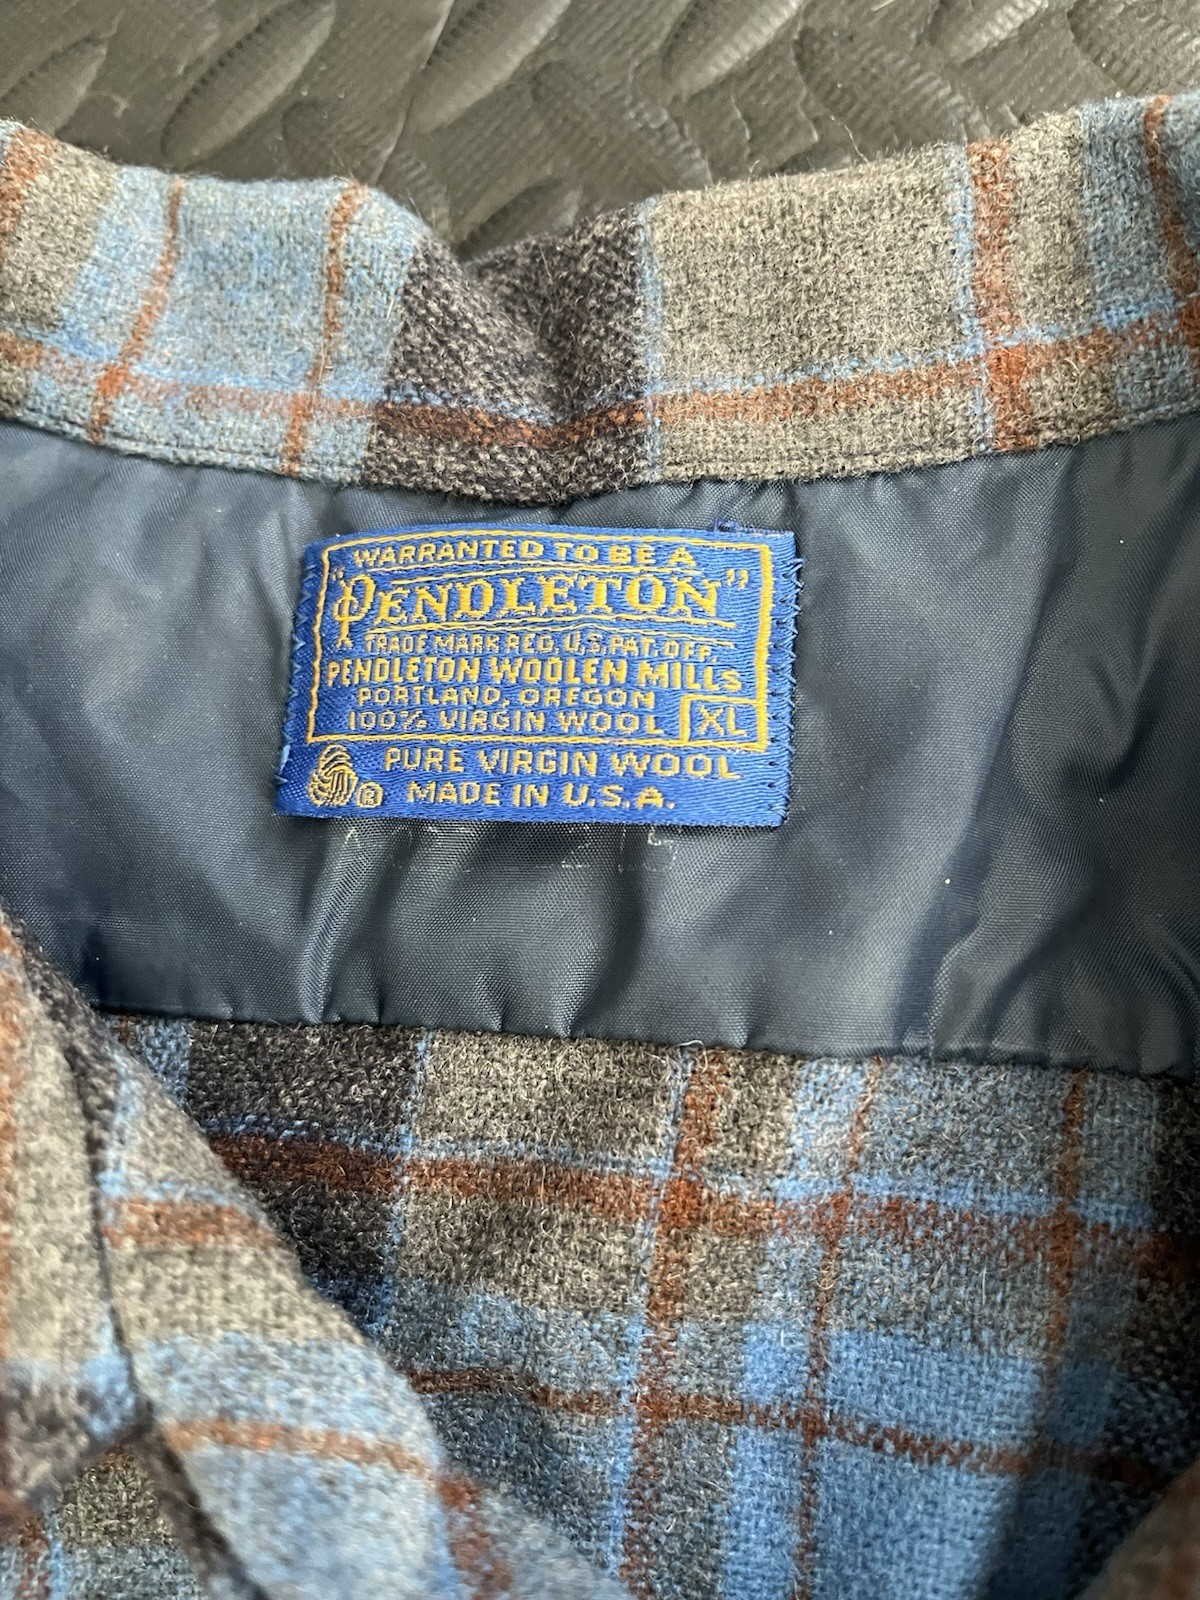 WARRANTED TO BE A
"PENDLETON"
TRADE MARK REG. U.S. PAT. OFF.
PENDLETON WOOLEN MILLS
PORTLAND, OREGON
100% VIRGIN WOOL XL
PURE VIRGIN WOOL
® MADE IN U.S.A.